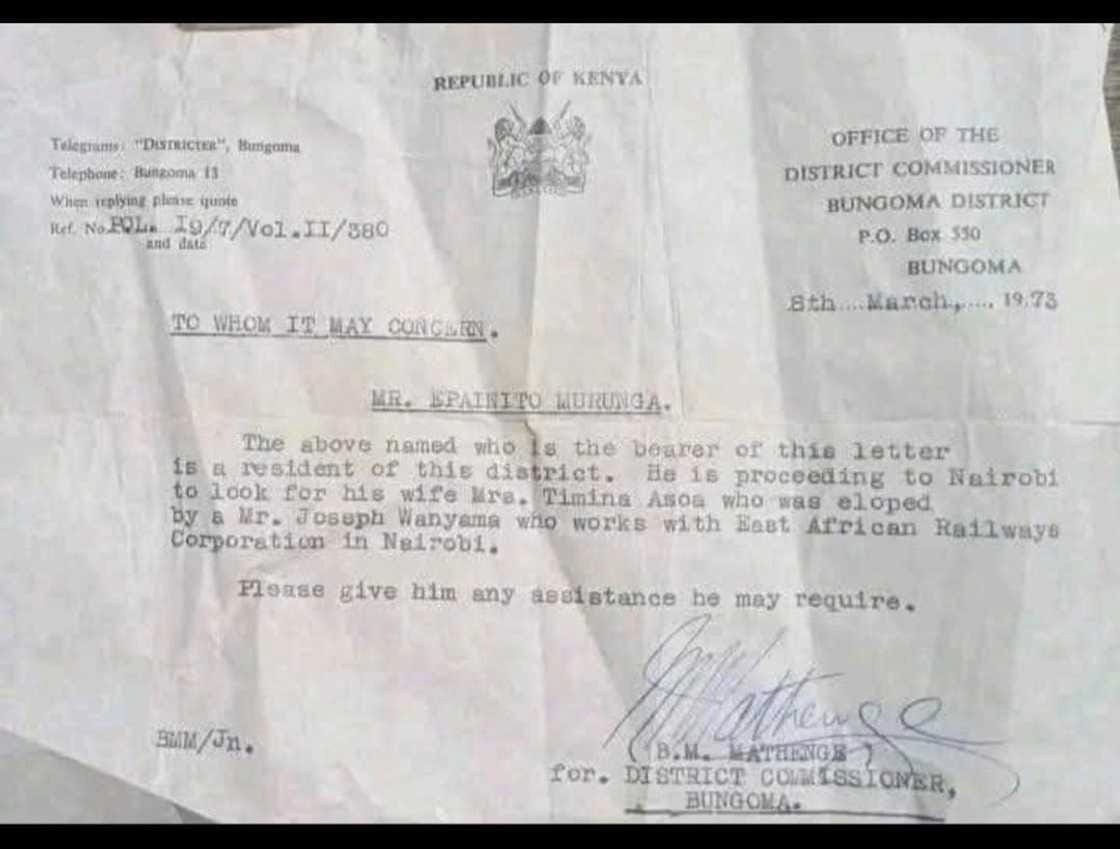 REPUBLIC OF KENYA
Telegrams: "DISTRICTER", Bungoma
Telephone: Bungoma 13
When replying please quote
Ref. No. POL. I9/7/Vol.II/380
and date
OFFICE OF THE
DISTRICT COMMISSIONER
BUNGOMA DISTRICT
P.O. Box 550
BUNGOMA
8th....March,...., 19.73
TO WHOM IT MAY CONCERN.
MR. EPAINITO MURUNGA.
The above named who is the bearer of this letter
is a resident of this district. He is proceeding to Nairobi
to look for his wife Mrs. Timina Asoa who was eloped
by a Mr. Joseph Wanyama who works with East African Railways
Corporation in Nairobi.
Please give him any assistance he may require.
Mathenge
BMM/Jn.
( B.M. MATHENGE )
for. DISTRICT COMMISSIONER,
BUNGOMA.